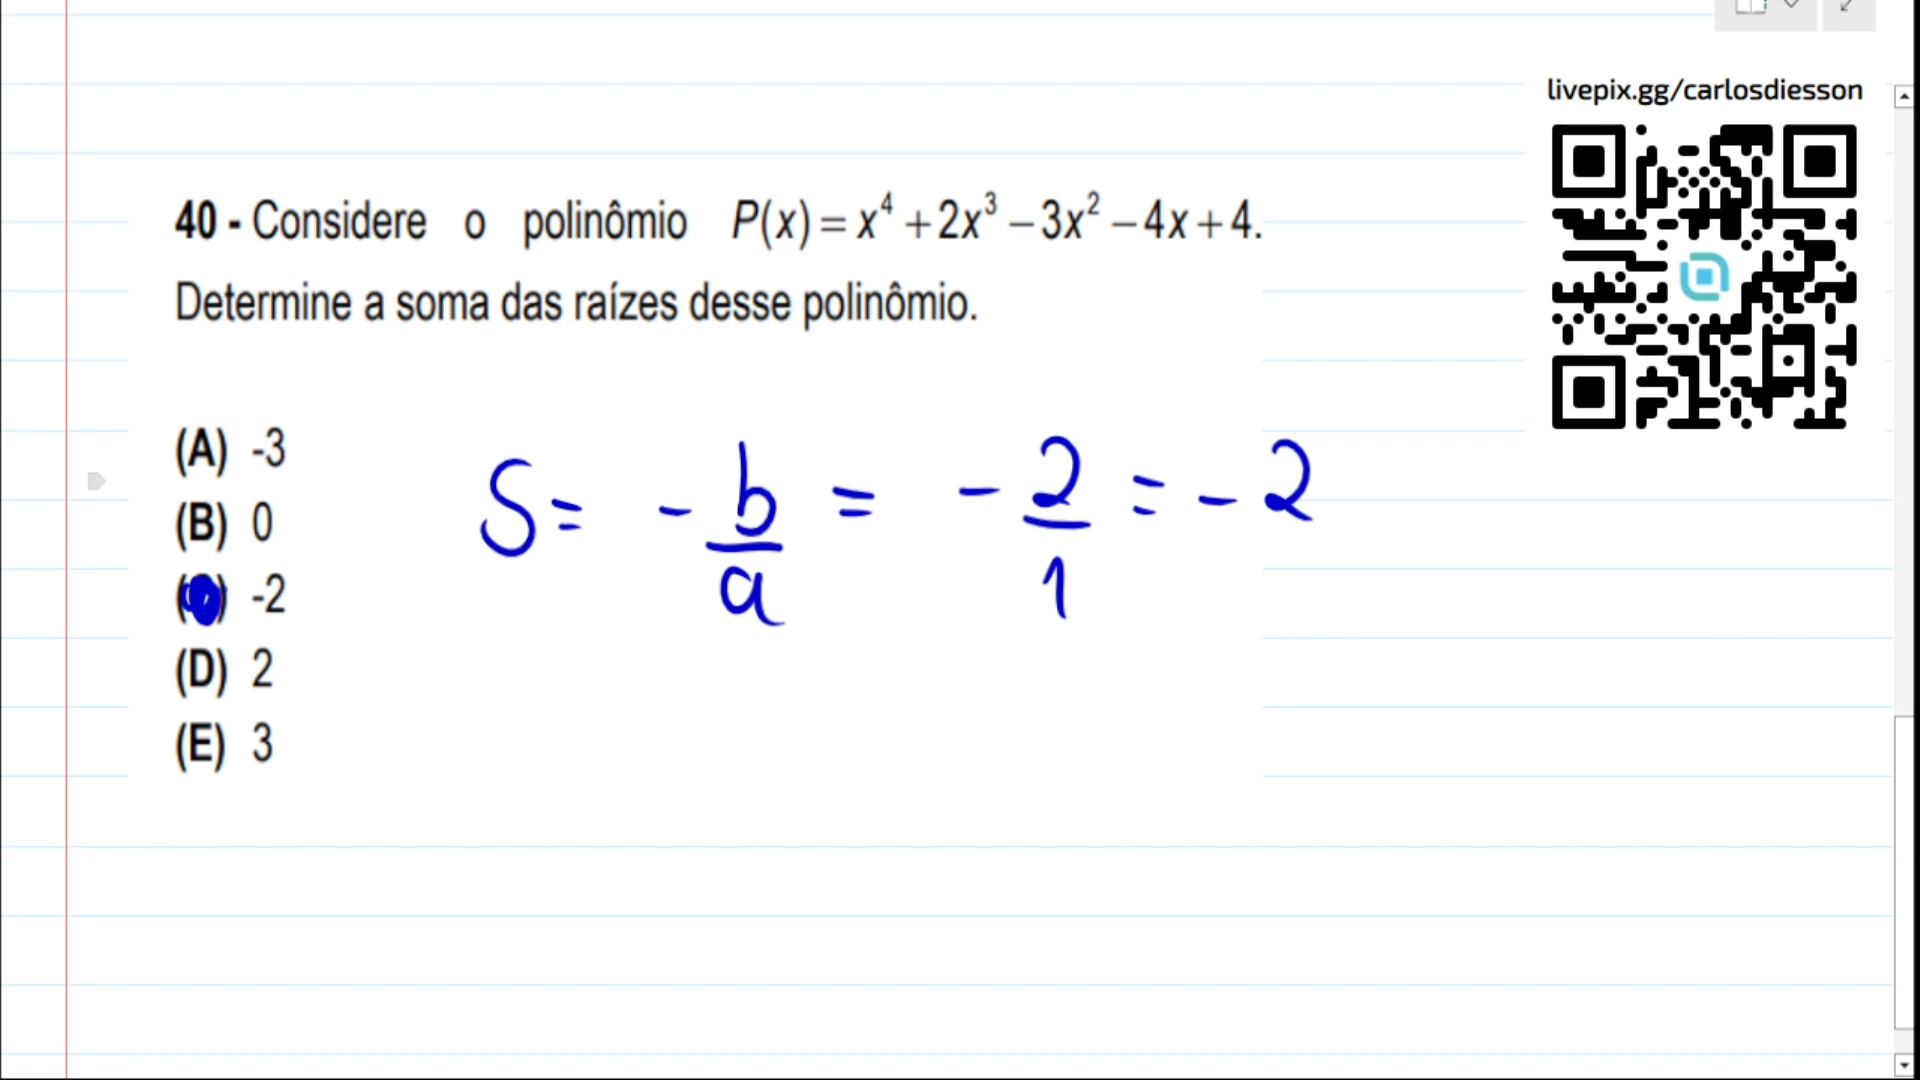 livepix.gg/carlosdiesson
40 - Considere o polinômio P(x) = x⁴ + 2x³ – 3x² – 4x + 4.
Determine a soma das raízes desse polinômio.
(A) -3
(B) 0
() -2
(D) 2
(E) 3
S = - b/a = - 2/1 = - 2